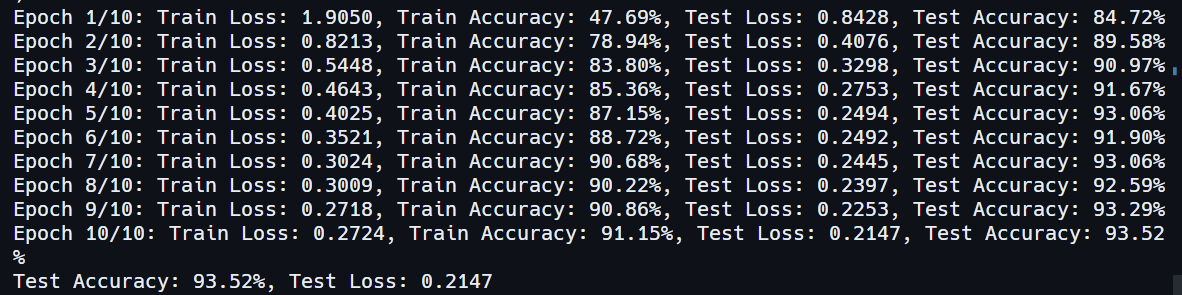 Epoch 1/10: Train Loss: 1.9050, Train Accuracy: 47.69%, Test Loss: 0.8428, Test Accuracy: 84.72%
Epoch 2/10: Train Loss: 0.8213, Train Accuracy: 78.94%, Test Loss: 0.4076, Test Accuracy: 89.58%
Epoch 3/10: Train Loss: 0.5448, Train Accuracy: 83.80%, Test Loss: 0.3298, Test Accuracy: 90.97%
Epoch 4/10: Train Loss: 0.4643, Train Accuracy: 85.36%, Test Loss: 0.2753, Test Accuracy: 91.67%
Epoch 5/10: Train Loss: 0.4025, Train Accuracy: 87.15%, Test Loss: 0.2494, Test Accuracy: 93.06%
Epoch 6/10: Train Loss: 0.3521, Train Accuracy: 88.72%, Test Loss: 0.2492, Test Accuracy: 91.90%
Epoch 7/10: Train Loss: 0.3024, Train Accuracy: 90.68%, Test Loss: 0.2445, Test Accuracy: 93.06%
Epoch 8/10: Train Loss: 0.3009, Train Accuracy: 90.22%, Test Loss: 0.2397, Test Accuracy: 92.59%
Epoch 9/10: Train Loss: 0.2718, Train Accuracy: 90.86%, Test Loss: 0.2253, Test Accuracy: 93.29%
Epoch 10/10: Train Loss: 0.2724, Train Accuracy: 91.15%, Test Loss: 0.2147, Test Accuracy: 93.52
%
Test Accuracy: 93.52%, Test Loss: 0.2147